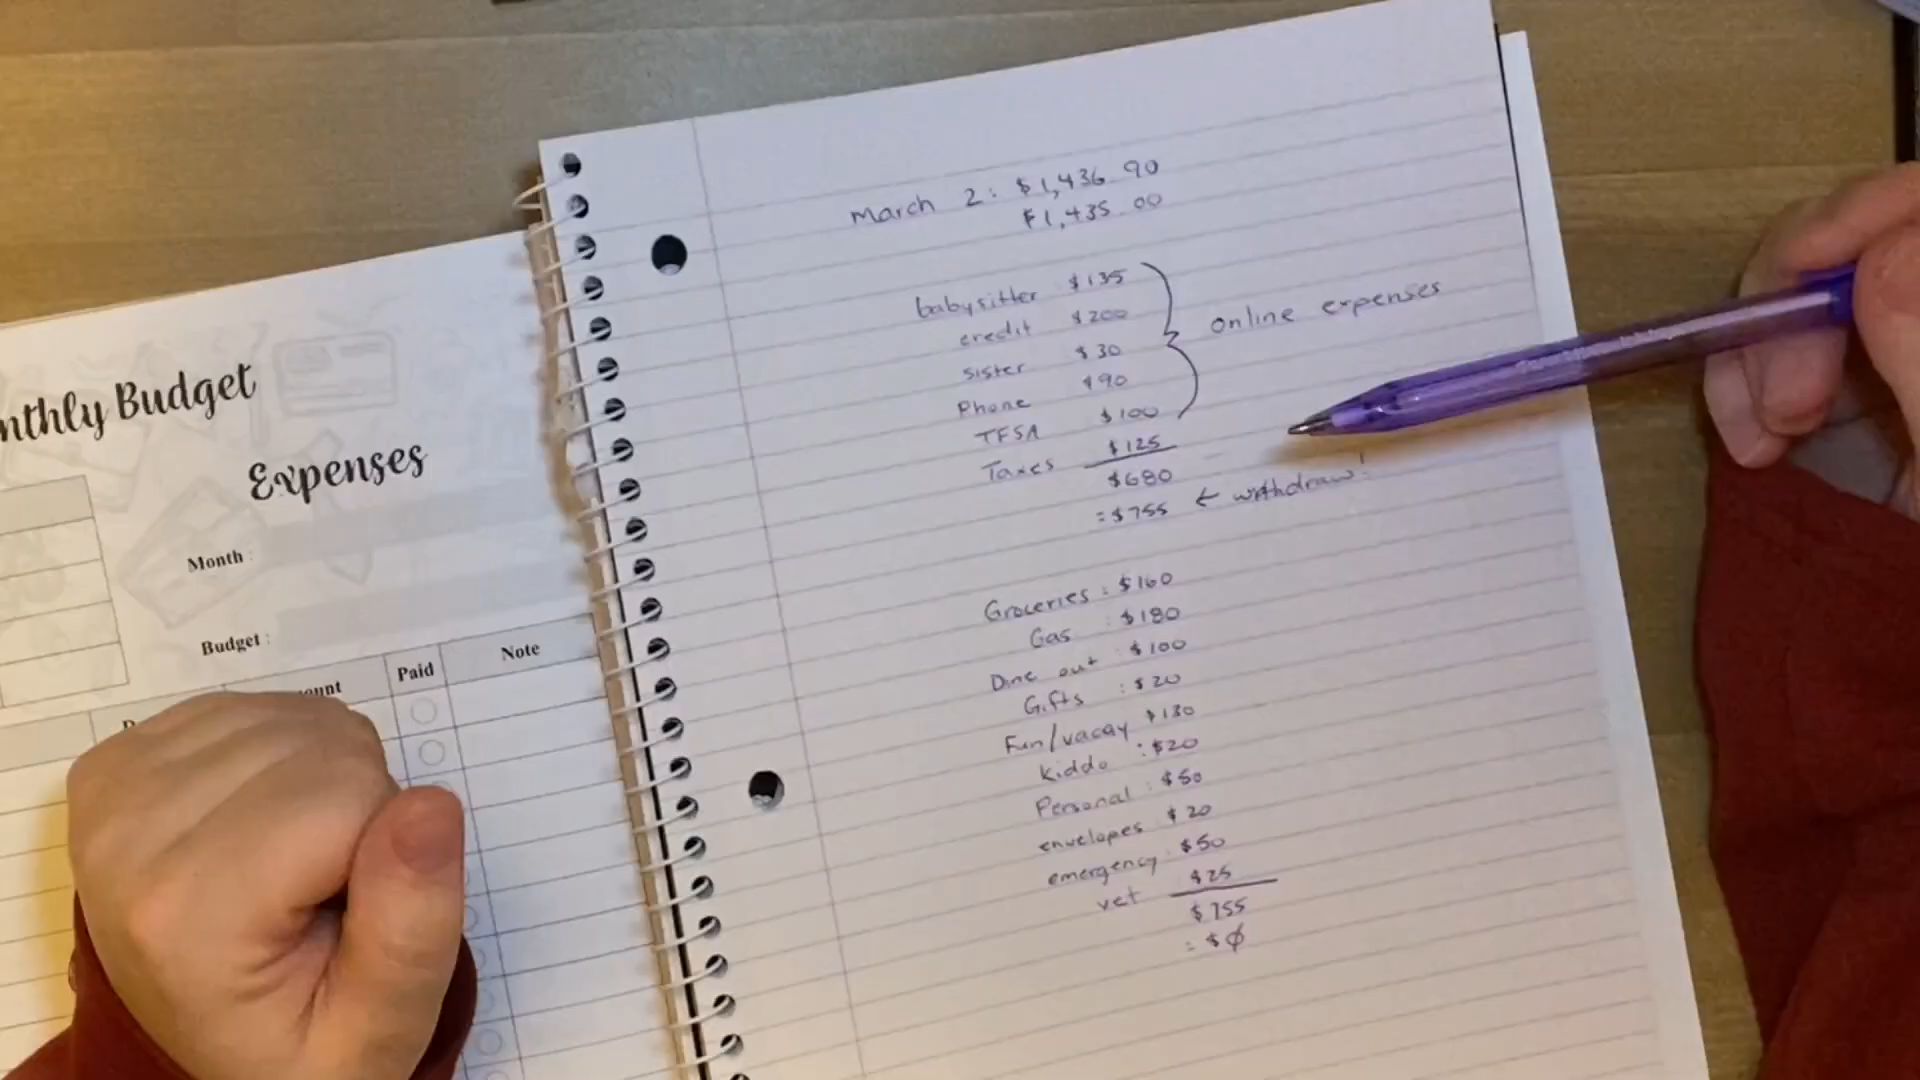 nthly Budget
Expenses
Month :
Budget :
Paid
Note
March 2: $1,436.90
$1,435.00
babysitter $135
credit $200
sister $30
Phone $90
TFSA $100
Taxes $125
online expenses
$680
= $755 ← withdraw!
Groceries : $160
Gas : $180
Dine out : $100
Gifts : $20
Fun/vacay $130
Kiddo : $20
Personal : $50
envelopes $20
emergency $50
vet $25
$755
: $0